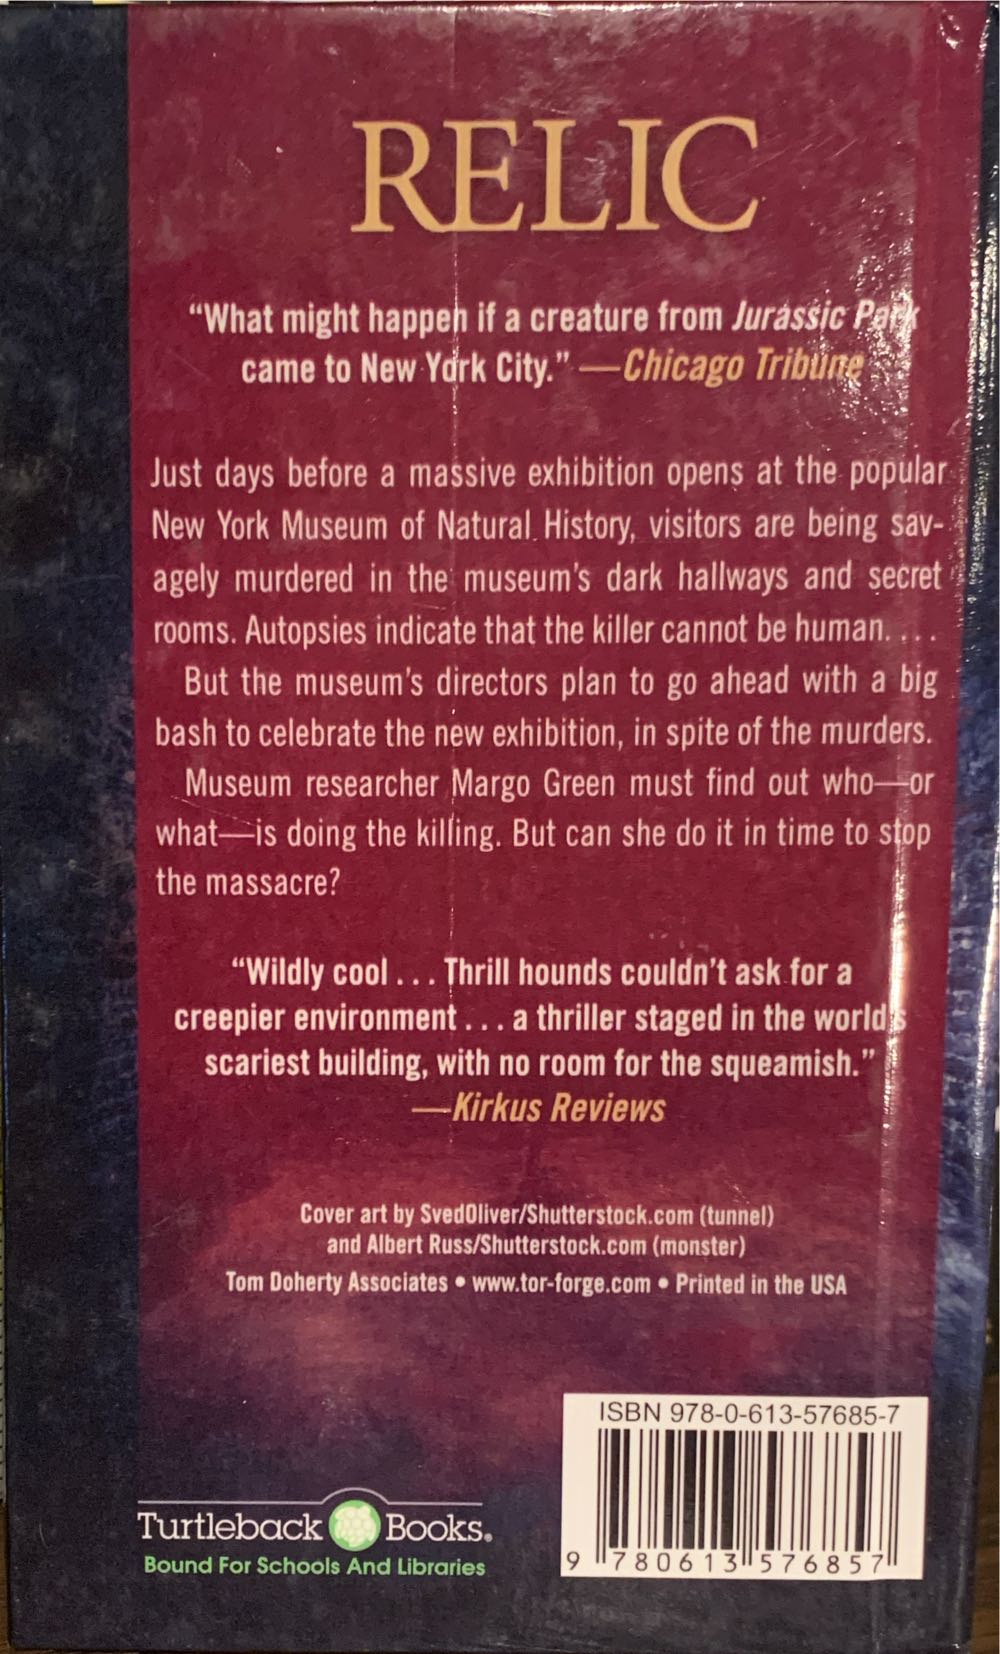 RELIC
“What might happen if a creature from Jurassic Park
came to New York City.” —Chicago Tribune
Just days before a massive exhibition opens at the popular
New York Museum of Natural History, visitors are being sav-
agely murdered in the museum’s dark hallways and secret
rooms. Autopsies indicate that the killer cannot be human. . . .
But the museum’s directors plan to go ahead with a big
bash to celebrate the new exhibition, in spite of the murders.
Museum researcher Margo Green must find out who—or
what—is doing the killing. But can she do it in time to stop
the massacre?
“Wildly cool . . . Thrill hounds couldn’t ask for a
creepier environment . . . a thriller staged in the world’s
scariest building, with no room for the squeamish.”
—Kirkus Reviews
Cover art by SvedOliver/Shutterstock.com (tunnel)
and Albert Russ/Shutterstock.com (monster)
Tom Doherty Associates • www.tor-forge.com • Printed in the USA
ISBN 978-0-613-57685-7
9 780613 576857
Turtleback Books®
Bound For Schools And Libraries